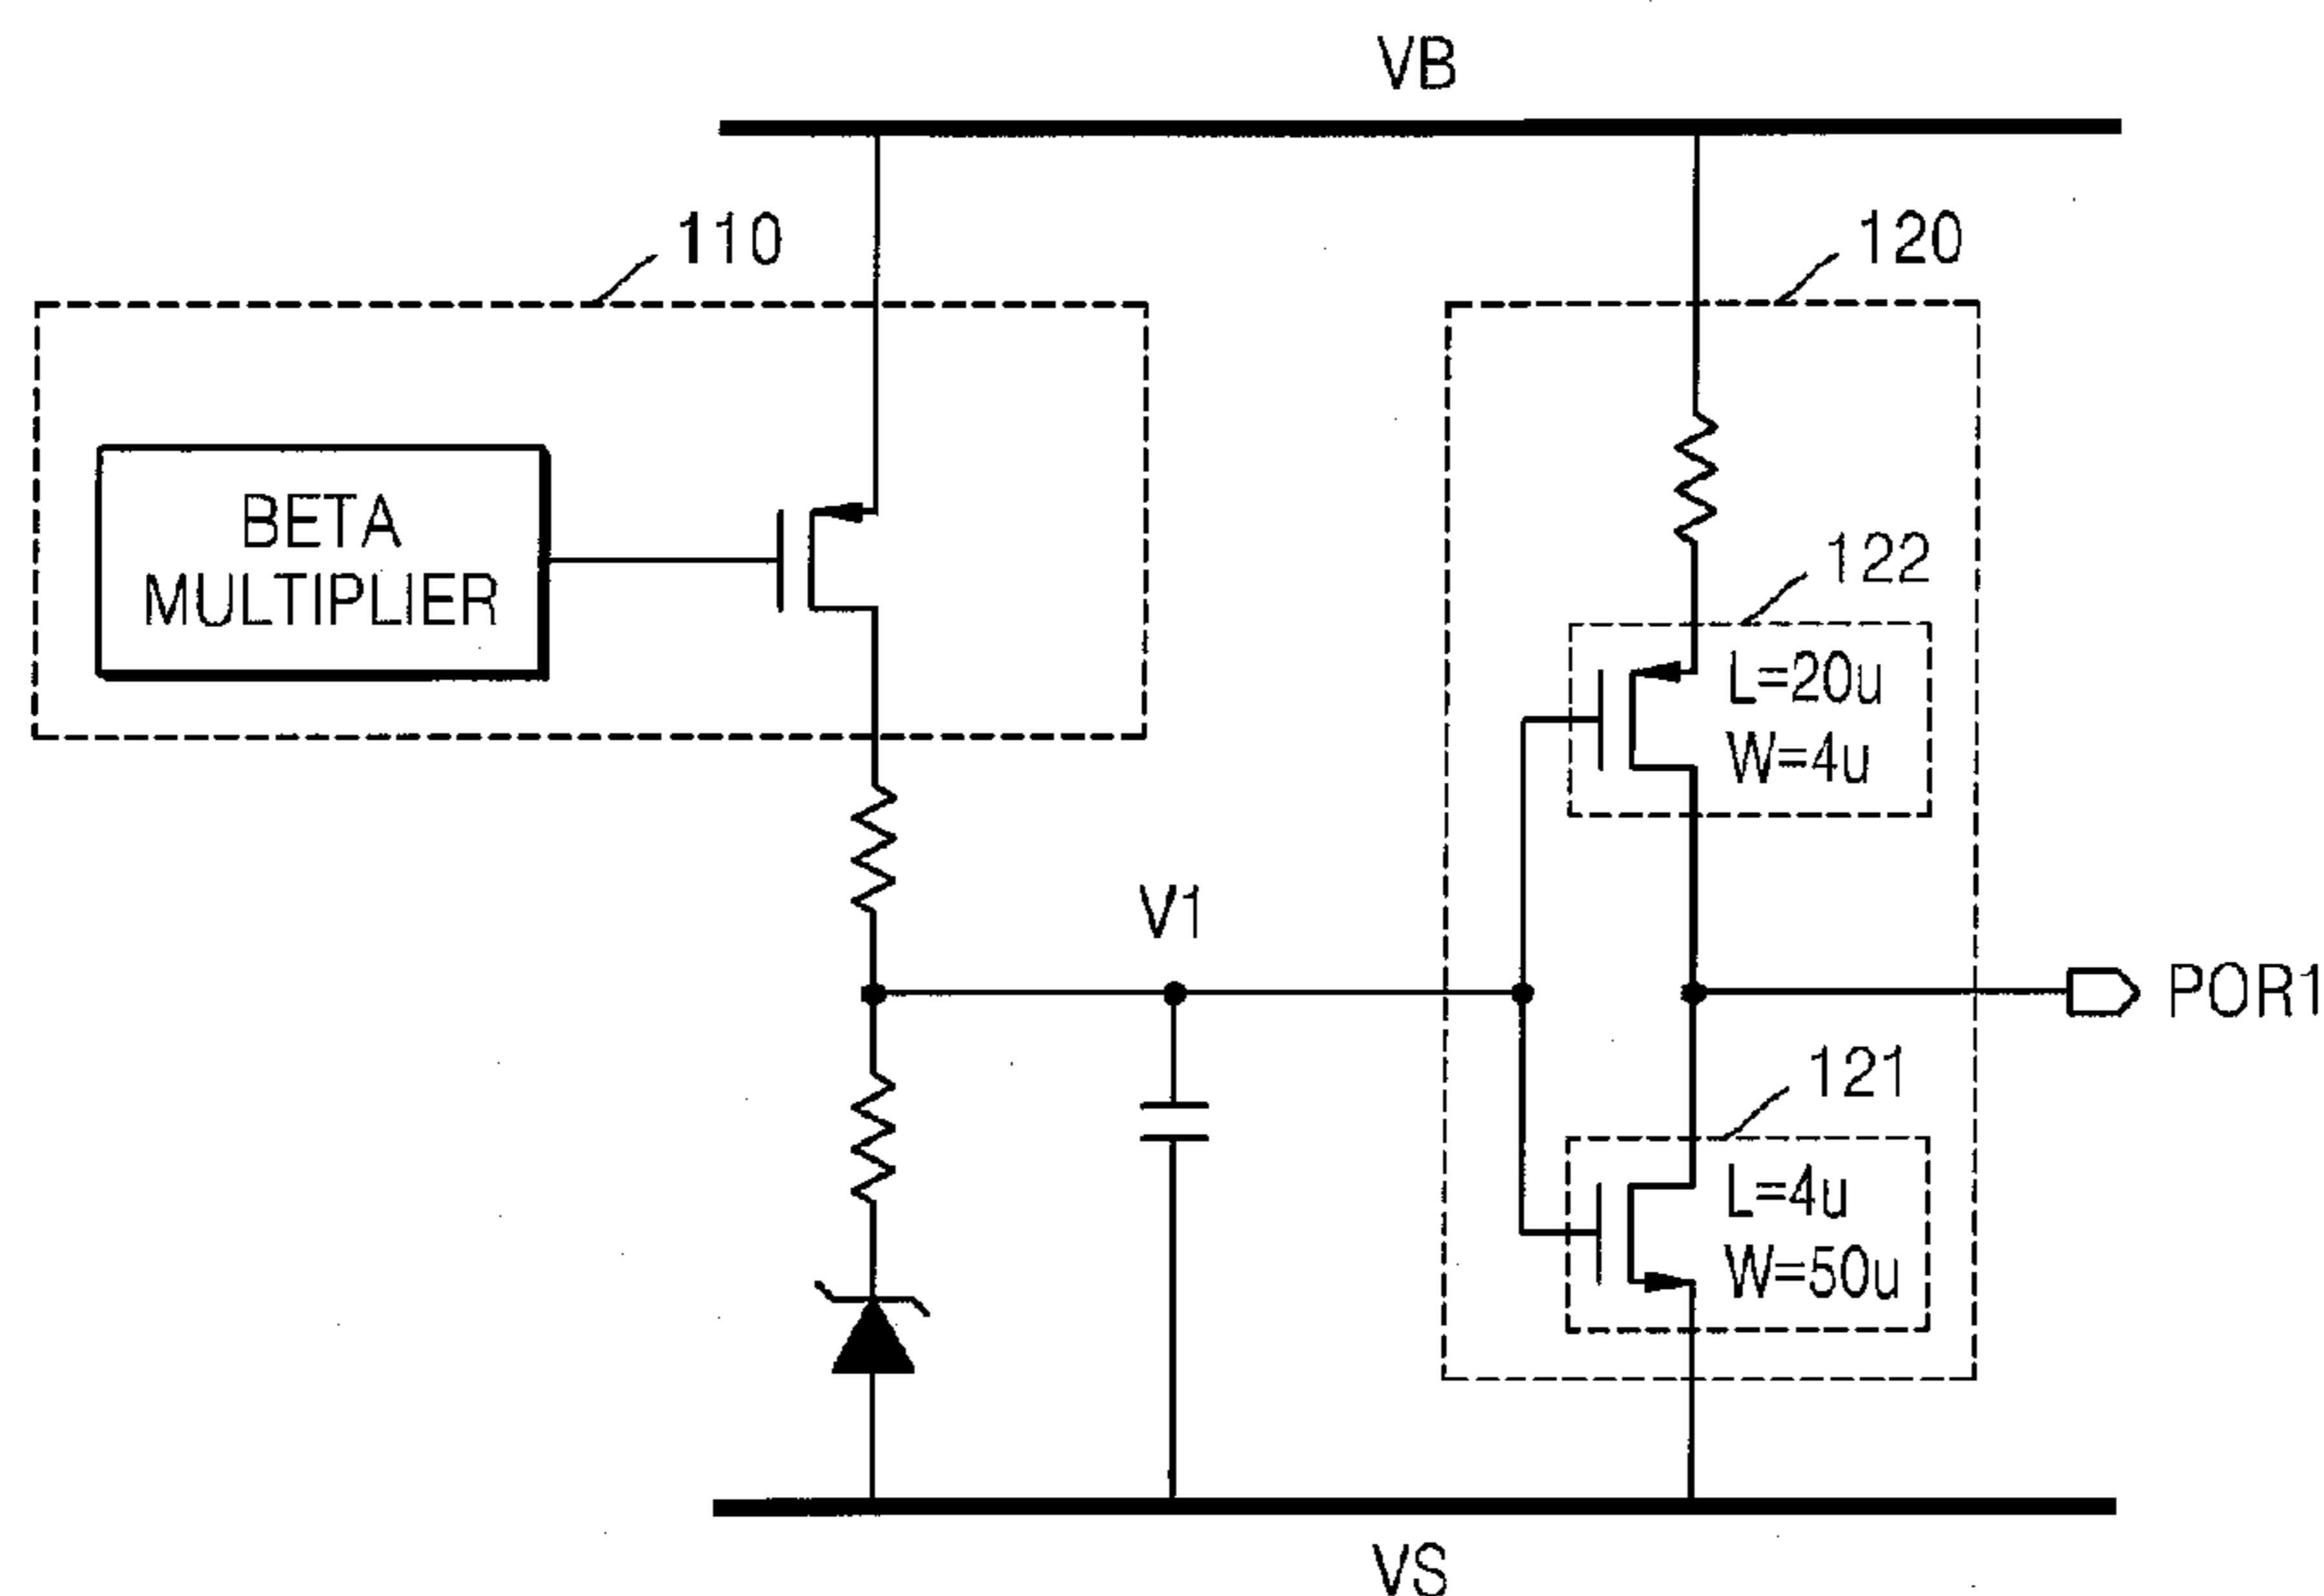 VB
110
120
BETA
MULTIPLIER
122
L=20u
W=4u
V1
POR1
121
L=4u
W=50u
VS